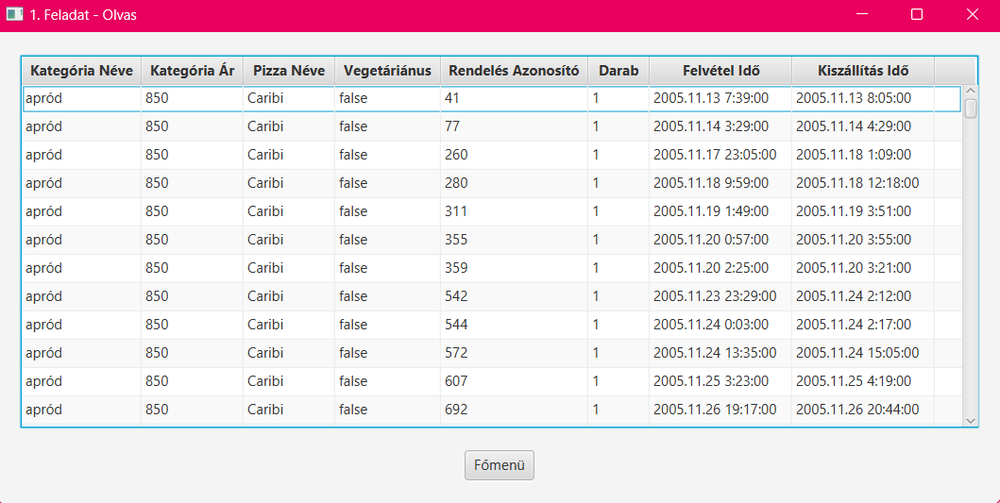 1. Feladat - Olvas
Kategória Néve Kategória Ár Pizza Néve Vegetáriánus Rendelés Azonosító Darab Felvétel Idő Kiszállítás Idő
apród 850 Caribi false 41 1 2005.11.13 7:39:00 2005.11.13 8:05:00
apród 850 Caribi false 77 1 2005.11.14 3:29:00 2005.11.14 4:29:00
apród 850 Caribi false 260 1 2005.11.17 23:05:00 2005.11.18 1:09:00
apród 850 Caribi false 280 1 2005.11.18 9:59:00 2005.11.18 12:18:00
apród 850 Caribi false 311 1 2005.11.19 1:49:00 2005.11.19 3:51:00
apród 850 Caribi false 355 1 2005.11.20 0:57:00 2005.11.20 3:55:00
apród 850 Caribi false 359 1 2005.11.20 2:25:00 2005.11.20 3:21:00
apród 850 Caribi false 542 1 2005.11.23 23:29:00 2005.11.24 2:12:00
apród 850 Caribi false 544 1 2005.11.24 0:03:00 2005.11.24 2:17:00
apród 850 Caribi false 572 1 2005.11.24 13:35:00 2005.11.24 15:05:00
apród 850 Caribi false 607 1 2005.11.25 3:23:00 2005.11.25 4:19:00
apród 850 Caribi false 692 1 2005.11.26 19:17:00 2005.11.26 20:44:00
Főmenü